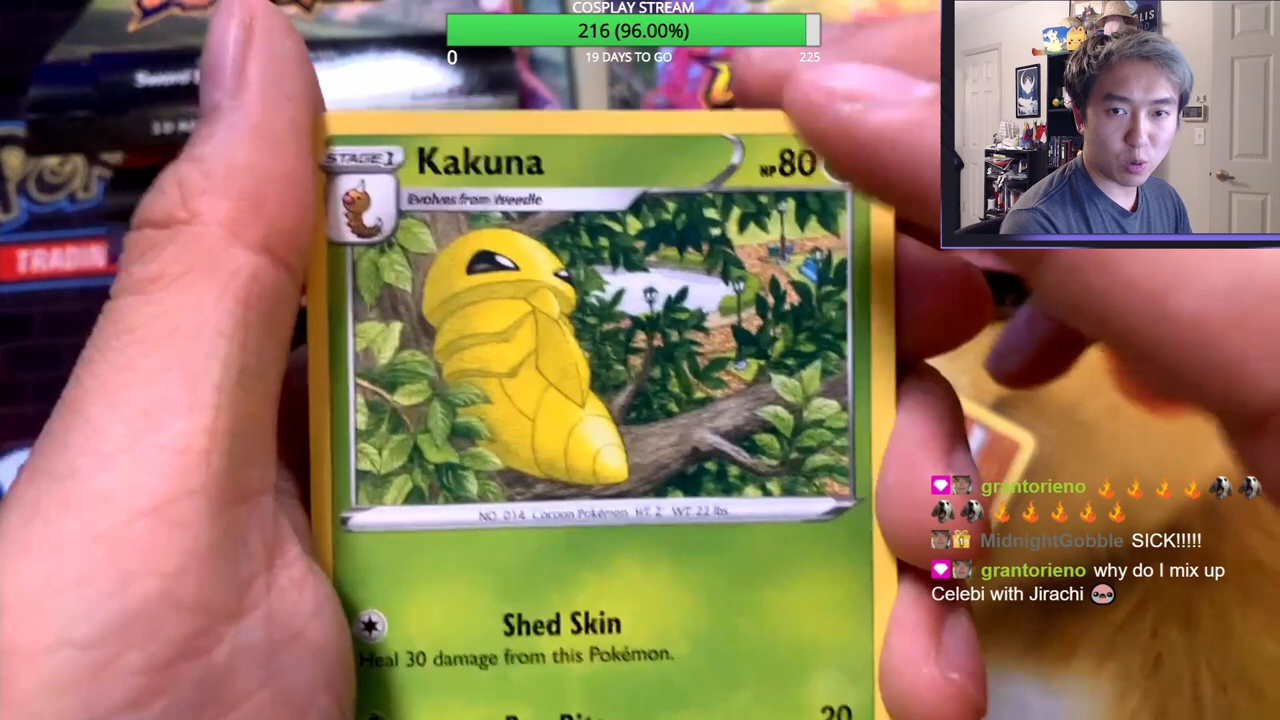 COSPLAY STREAM
216 (96.00%)
0
19 DAYS TO GO
225
TRADIN
STAGE 1
Kakuna
HP 80
Evolves from Weedle
NO. 014 Cocoon Pokémon HT: 2' WT: 22 lbs.
Shed Skin
Heal 30 damage from this Pokémon.
20
grantorieno
MidnightGobble SICK!!!!!
grantorieno why do I mix up
Celebi with Jirachi